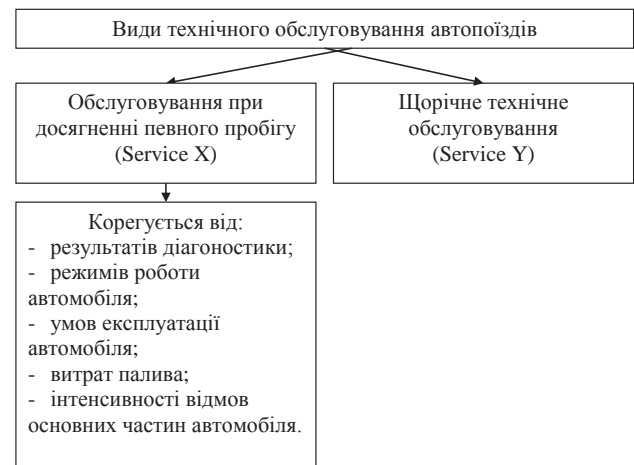 Види технічного обслуговування автопоїздів
Обслуговування при
досягненні певного пробігу
(Service X)
Щорічне технічне
обслуговування
(Service Y)
Корегується від:
- результатів діагоностики;
- режимів роботи
автомобіля;
- умов експлуатації
автомобіля;
- витрат палива;
- інтенсивності відмов
основних частин автомобіля.